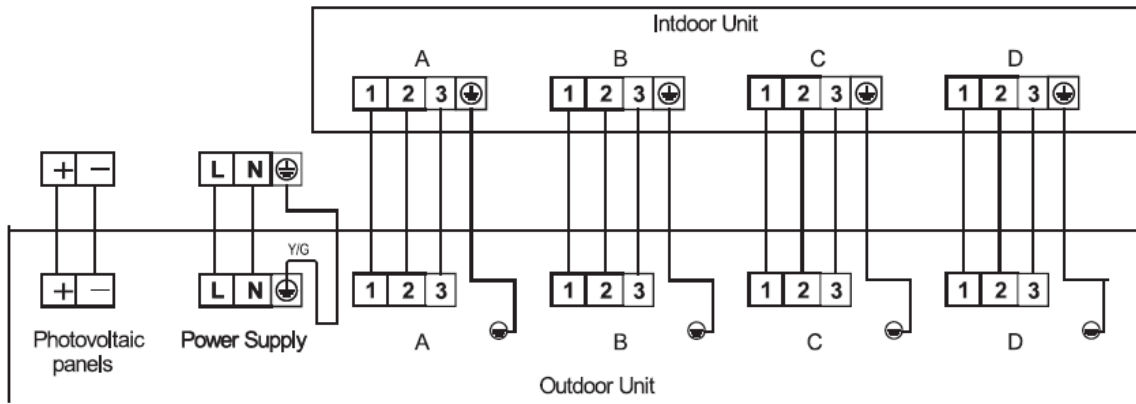 Intdoor Unit
A B C D
1 2 3 1 2 3 1 2 3 1 2 3
+ − L N
Y/G
+ − L N 1 2 3 1 2 3 1 2 3 1 2 3
Photovoltaic
panels
Power Supply
A B C D
Outdoor Unit